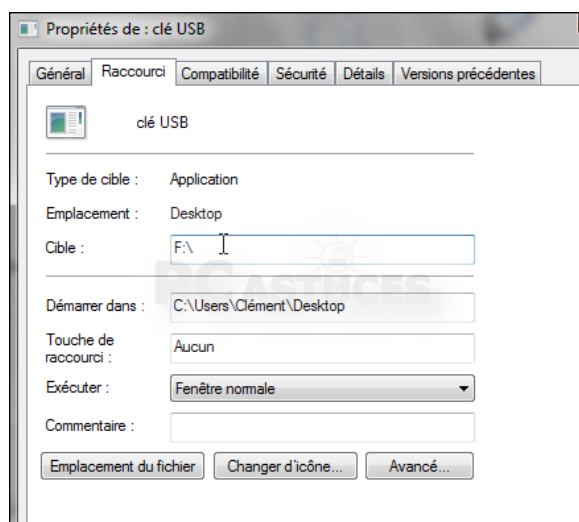 Propriétés de : clé USB
Général Raccourci Compatibilité Sécurité Détails Versions précédentes
clé USB
Type de cible : Application
Emplacement : Desktop
Cible : F:\
PC ASTUCES
Démarrer dans : C:\Users\Clément\Desktop
Touche de raccourci : Aucun
Exécuter : Fenêtre normale
Commentaire :
Emplacement du fichier Changer d'icône... Avancé...